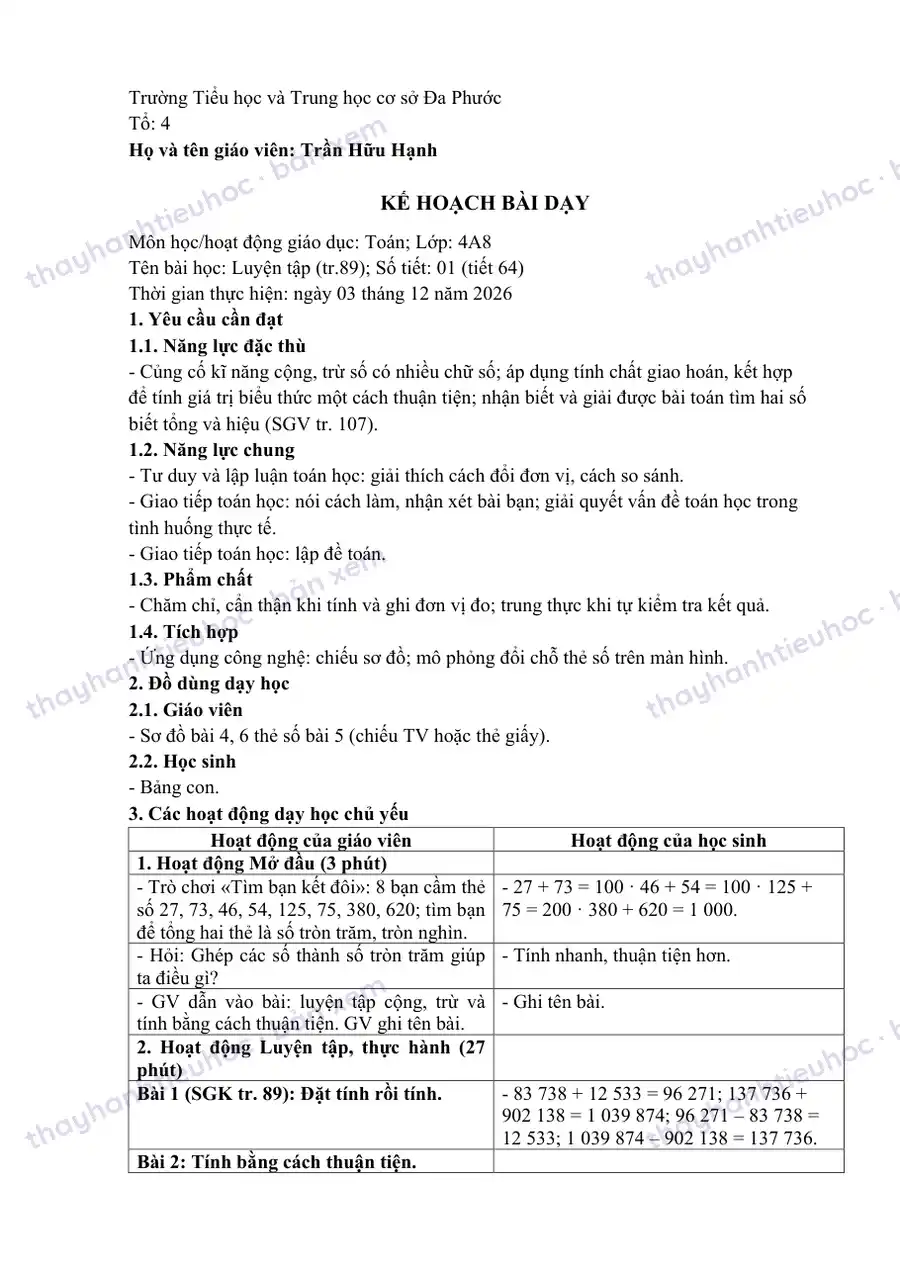 Trường Tiểu học và Trung học cơ sở Đa Phước
Tổ: 4
Họ và tên giáo viên: Trần Hữu Hạnh
KẾ HOẠCH BÀI DẠY
Môn học/hoạt động giáo dục: Toán; Lớp: 4A8
Tên bài học: Luyện tập (tr.89); Số tiết: 01 (tiết 64)
Thời gian thực hiện: ngày 03 tháng 12 năm 2026
1. Yêu cầu cần đạt
1.1. Năng lực đặc thù
- Củng cố kĩ năng cộng, trừ số có nhiều chữ số; áp dụng tính chất giao hoán, kết hợp
để tính giá trị biểu thức một cách thuận tiện; nhận biết và giải được bài toán tìm hai số
biết tổng và hiệu (SGV tr. 107).
1.2. Năng lực chung
- Tư duy và lập luận toán học: giải thích cách đổi đơn vị, cách so sánh.
- Giao tiếp toán học: nói cách làm, nhận xét bài bạn; giải quyết vấn đề toán học trong
tình huống thực tế.
- Giao tiếp toán học: lập đề toán.
1.3. Phẩm chất
- Chăm chỉ, cẩn thận khi tính và ghi đơn vị đo; trung thực khi tự kiểm tra kết quả.
1.4. Tích hợp
- Ứng dụng công nghệ: chiếu sơ đồ; mô phỏng đổi chỗ thẻ số trên màn hình.
2. Đồ dùng dạy học
2.1. Giáo viên
- Sơ đồ bài 4, 6 thẻ số bài 5 (chiếu TV hoặc thẻ giấy).
2.2. Học sinh
- Bảng con.
3. Các hoạt động dạy học chủ yếu
Hoạt động của giáo viên
Hoạt động của học sinh
1. Hoạt động Mở đầu (3 phút)
- Trò chơi «Tìm bạn kết đôi»: 8 bạn cầm thẻ
số 27, 73, 46, 54, 125, 75, 380, 620; tìm bạn
để tổng hai thẻ là số tròn trăm, tròn nghìn.
- 27 + 73 = 100 · 46 + 54 = 100 · 125 +
75 = 200 · 380 + 620 = 1 000.
- Hỏi: Ghép các số thành số tròn trăm giúp
ta điều gì?
- Tính nhanh, thuận tiện hơn.
- GV dẫn vào bài: luyện tập cộng, trừ và
tính bằng cách thuận tiện. GV ghi tên bài.
- Ghi tên bài.
2. Hoạt động Luyện tập, thực hành (27
phút)
Bài 1 (SGK tr. 89): Đặt tính rồi tính.
- 83 738 + 12 533 = 96 271; 137 736 +
902 138 = 1 039 874; 96 271 – 83 738 =
12 533; 1 039 874 – 902 138 = 137 736.
Bài 2: Tính bằng cách thuận tiện.
thayhanhtieuhoc · bản xem
thayhanhtieuhoc · b
thayhanhtieuhoc · bản xem
thayhanhtieuhoc · b
thayhanhtieuhoc · bản xem
thayhanhtieuhoc · b